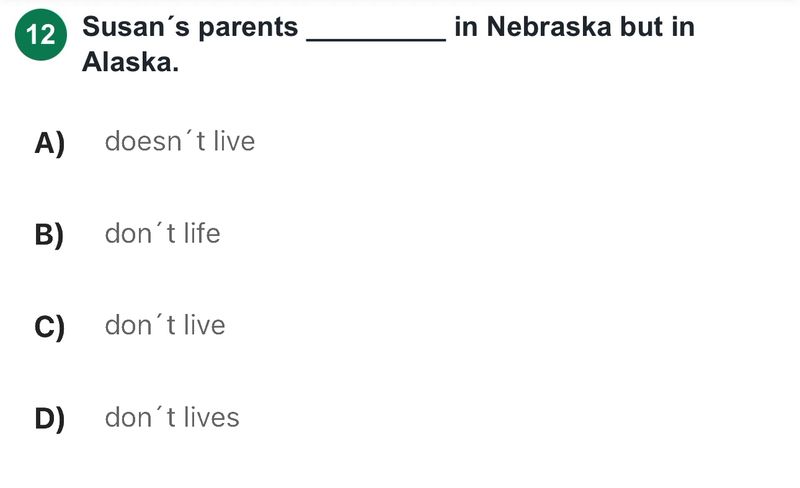 12 Susan´s parents _________ in Nebraska but in
Alaska.
A) doesn´t live
B) don´t life
C) don´t live
D) don´t lives